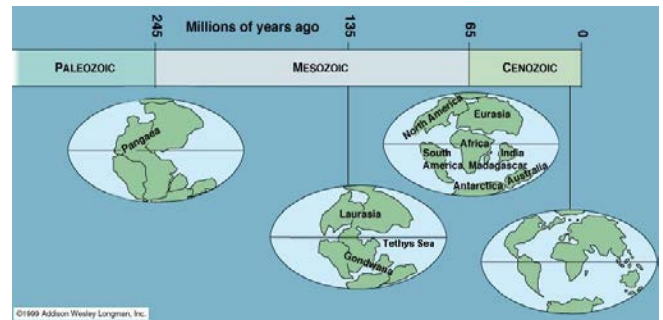 Millions of years ago
245
135
65
0
PALEOZOIC
MESOZOIC
CENOZOIC
Pangaea
Laurasia
Tethys Sea
Gondwana
North America
Eurasia
Africa
South
America
India
Madagascar
Australia
Antarctica
©1999 Addison Wesley Longman, Inc.